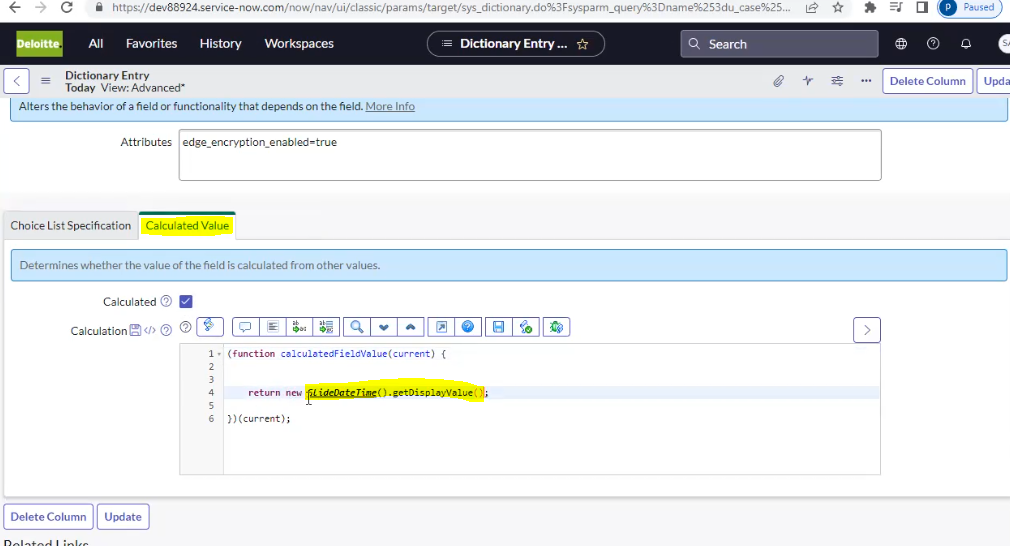 https://dev88924.service-now.com/now/nav/ui/classic/params/target/sys_dictionary.do%3Fsysparm_query%3Dname%253du_case%25...
P Paused
Deloitte. All Favorites History Workspaces Dictionary Entry ... Search
Dictionary Entry
Today View: Advanced*
Delete Column Upda
Alters the behavior of a field or functionality that depends on the field. More Info
Attributes edge_encryption_enabled=true
Choice List Specification Calculated Value
Determines whether the value of the field is calculated from other values.
Calculated
Calculation
1 (function calculatedFieldValue(current) {
2
3
4 return new GlideDateTime().getDisplayValue();
5
6 })(current);
Delete Column Update
Related Links